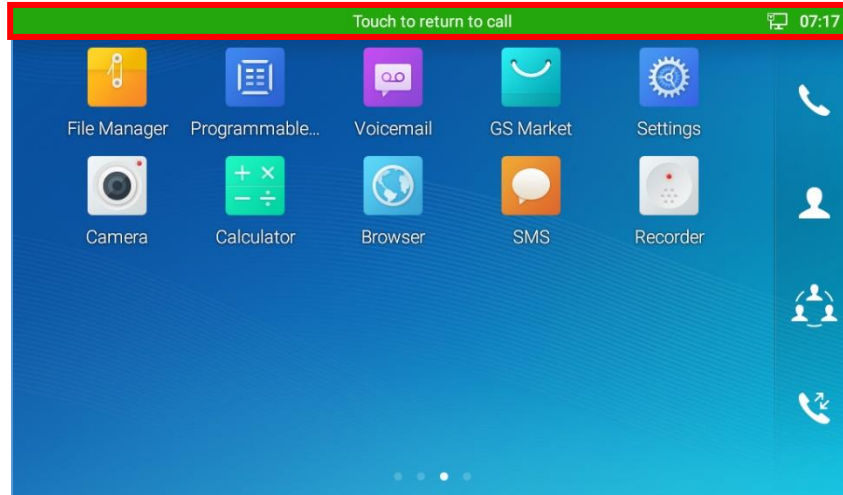 Touch to return to call 07:17
File Manager Programmable... Voicemail GS Market Settings
Camera Calculator Browser SMS Recorder